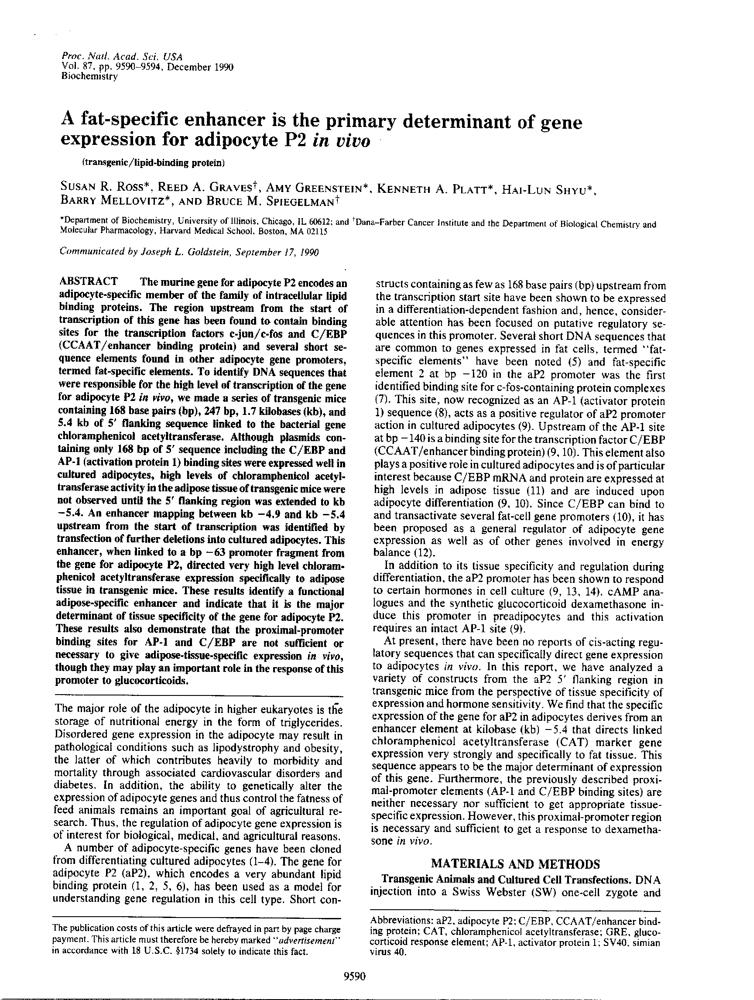 Proc. Natl. Acad. Sci. USA
Vol. 87, pp. 9590–9594, December 1990
Biochemistry
A fat-specific enhancer is the primary determinant of gene
expression for adipocyte P2 in vivo
(transgenic/lipid-binding protein)
SUSAN R. ROSS*, REED A. GRAVES†, AMY GREENSTEIN*, KENNETH A. PLATT*, HAI-LUN SHYU*,
BARRY MELLOVITZ*, AND BRUCE M. SPIEGELMAN†
*Department of Biochemistry, University of Illinois, Chicago, IL 60612; and †Dana–Farber Cancer Institute and the Department of Biological Chemistry and
Molecular Pharmacology, Harvard Medical School, Boston, MA 02115
Communicated by Joseph L. Goldstein, September 17, 1990
ABSTRACT The murine gene for adipocyte P2 encodes an
adipocyte-specific member of the family of intracellular lipid
binding proteins. The region upstream from the start of
transcription of this gene has been found to contain binding
sites for the transcription factors c-jun/c-fos and C/EBP
(CCAAT/enhancer binding protein) and several short se-
quence elements found in other adipocyte gene promoters,
termed fat-specific elements. To identify DNA sequences that
were responsible for the high level of transcription of the gene
for adipocyte P2 in vivo, we made a series of transgenic mice
containing 168 base pairs (bp), 247 bp, 1.7 kilobases (kb), and
5.4 kb of 5′ flanking sequence linked to the bacterial gene
chloramphenicol acetyltransferase. Although plasmids con-
taining only 168 bp of 5′ sequence including the C/EBP and
AP-1 (activation protein 1) binding sites were expressed well in
cultured adipocytes, high levels of chloramphenicol acetyl-
transferase activity in the adipose tissue of transgenic mice were
not observed until the 5′ flanking region was extended to kb
−5.4. An enhancer mapping between kb −4.9 and kb −5.4
upstream from the start of transcription was identified by
transfection of further deletions into cultured adipocytes. This
enhancer, when linked to a bp −63 promoter fragment from
the gene for adipocyte P2, directed very high level chloram-
phenicol acetyltransferase expression specifically to adipose
tissue in transgenic mice. These results identify a functional
adipose-specific enhancer and indicate that it is the major
determinant of tissue specificity of the gene for adipocyte P2.
These results also demonstrate that the proximal-promoter
binding sites for AP-1 and C/EBP are not sufficient or
necessary to give adipose-tissue-specific expression in vivo,
though they may play an important role in the response of this
promoter to glucocorticoids.
The major role of the adipocyte in higher eukaryotes is the
storage of nutritional energy in the form of triglycerides.
Disordered gene expression in the adipocyte may result in
pathological conditions such as lipodystrophy and obesity,
the latter of which contributes heavily to morbidity and
mortality through associated cardiovascular disorders and
diabetes. In addition, the ability to genetically alter the
expression of adipocyte genes and thus control the fatness of
feed animals remains an important goal of agricultural re-
search. Thus, the regulation of adipocyte gene expression is
of interest for biological, medical, and agricultural reasons.
A number of adipocyte-specific genes have been cloned
from differentiating cultured adipocytes (1–4). The gene for
adipocyte P2 (aP2), which encodes a very abundant lipid
binding protein (1, 2, 5, 6), has been used as a model for
understanding gene regulation in this cell type. Short con-
The publication costs of this article were defrayed in part by page charge
payment. This article must therefore be hereby marked "advertisement"
in accordance with 18 U.S.C. §1734 solely to indicate this fact.
structs containing as few as 168 base pairs (bp) upstream from
the transcription start site have been shown to be expressed
in a differentiation-dependent fashion and, hence, consider-
able attention has been focused on putative regulatory se-
quences in this promoter. Several short DNA sequences that
are common to genes expressed in fat cells, termed "fat-
specific elements" have been noted (5) and fat-specific
element 2 at bp −120 in the aP2 promoter was the first
identified binding site for c-fos-containing protein complexes
(7). This site, now recognized as an AP-1 (activator protein
1) sequence (8), acts as a positive regulator of aP2 promoter
action in cultured adipocytes (9). Upstream of the AP-1 site
at bp −140 is a binding site for the transcription factor C/EBP
(CCAAT/enhancer binding protein) (9, 10). This element also
plays a positive role in cultured adipocytes and is of particular
interest because C/EBP mRNA and protein are expressed at
high levels in adipose tissue (11) and are induced upon
adipocyte differentiation (9, 10). Since C/EBP can bind to
and transactivate several fat-cell gene promoters (10), it has
been proposed as a general regulator of adipocyte gene
expression as well as of other genes involved in energy
balance (12).
In addition to its tissue specificity and regulation during
differentiation, the aP2 promoter has been shown to respond
to certain hormones in cell culture (9, 13, 14). cAMP ana-
logues and the synthetic glucocorticoid dexamethasone in-
duce this promoter in preadipocytes and this activation
requires an intact AP-1 site (9).
At present, there have been no reports of cis-acting regu-
latory sequences that can specifically direct gene expression
to adipocytes in vivo. In this report, we have analyzed a
variety of constructs from the aP2 5′ flanking region in
transgenic mice from the perspective of tissue specificity of
expression and hormone sensitivity. We find that the specific
expression of the gene for aP2 in adipocytes derives from an
enhancer element at kilobase (kb) −5.4 that directs linked
chloramphenicol acetyltransferase (CAT) marker gene
expression very strongly and specifically to fat tissue. This
sequence appears to be the major determinant of expression
of this gene. Furthermore, the previously described proxi-
mal-promoter elements (AP-1 and C/EBP binding sites) are
neither necessary nor sufficient to get appropriate tissue-
specific expression. However, this proximal-promoter region
is necessary and sufficient to get a response to dexametha-
sone in vivo.
MATERIALS AND METHODS
Transgenic Animals and Cultured Cell Transfections. DNA
injection into a Swiss Webster (SW) one-cell zygote and
Abbreviations: aP2, adipocyte P2; C/EBP, CCAAT/enhancer bind-
ing protein; CAT, chloramphenicol acetyltransferase; GRE, gluco-
corticoid response element; AP-1, activator protein 1; SV40, simian
virus 40.
9590